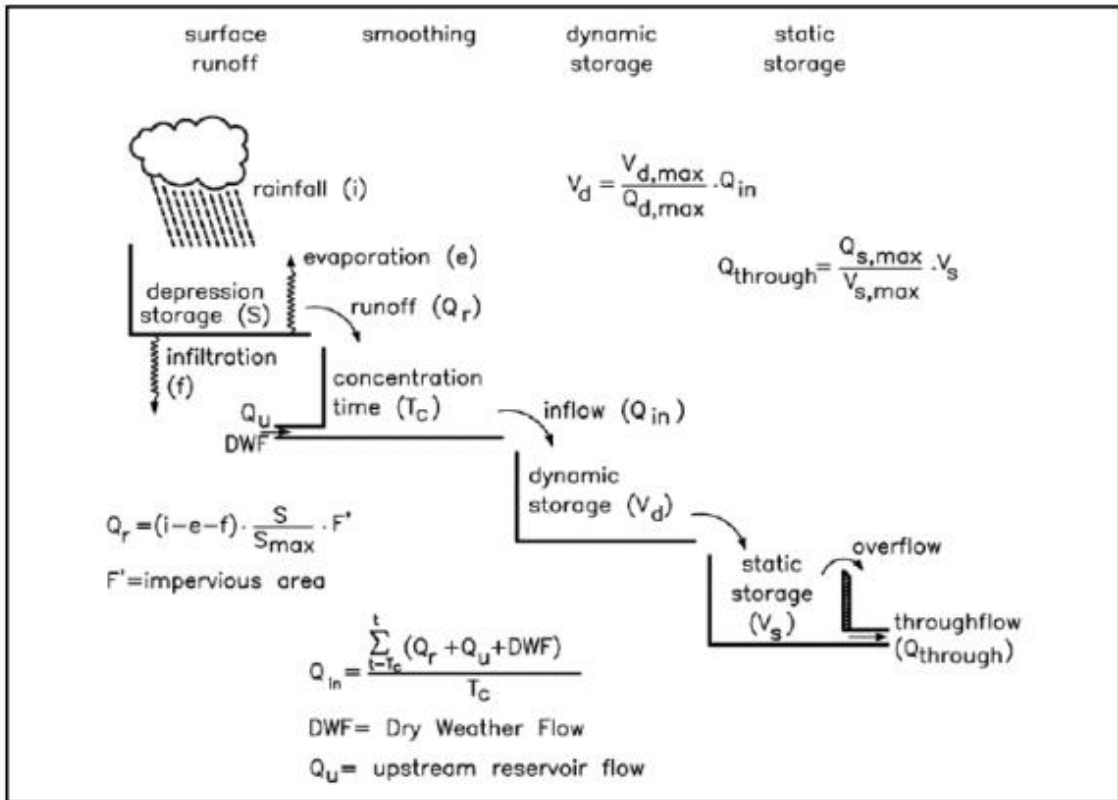 surface
runoff
smoothing
dynamic
storage
static
storage
rainfall (i)
V_d = V_d,max / Q_d,max · Q_in
evaporation (e)
Q_through = Q_s,max / V_s,max · V_s
depression
storage (S)
runoff (Q_r)
infiltration
(f)
concentration
time (T_c)
Q_u
DWF
inflow (Q_in)
dynamic
storage (V_d)
Q_r = (i-e-f) · S / S_max · F'
F'=impervious area
static
storage
(V_s)
overflow
throughflow
(Q_through)
Q_in = Σ_{t-T_c}^{t} (Q_r + Q_u + DWF) / T_c
DWF= Dry Weather Flow
Q_u= upstream reservoir flow